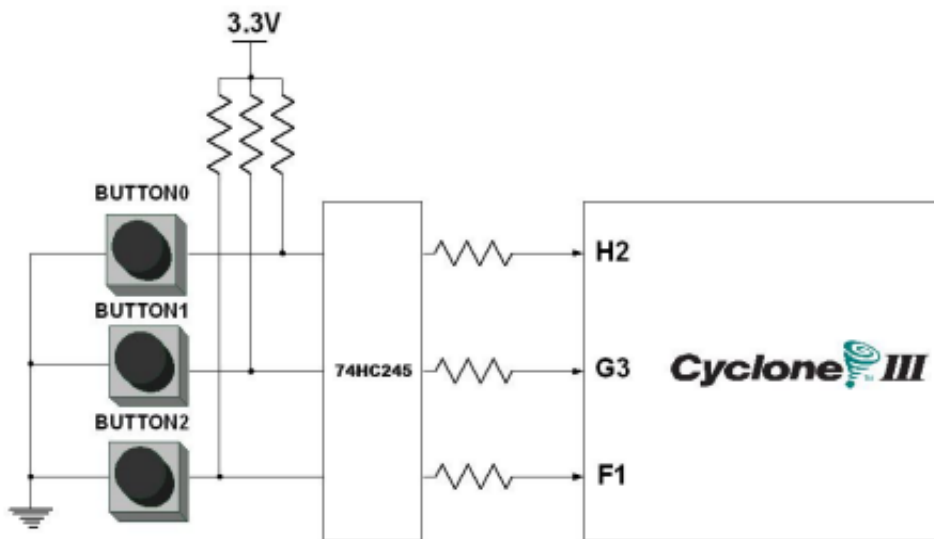 3.3V
BUTTON0
H2
BUTTON1
74HC245
G3
Cyclone III
BUTTON2
F1